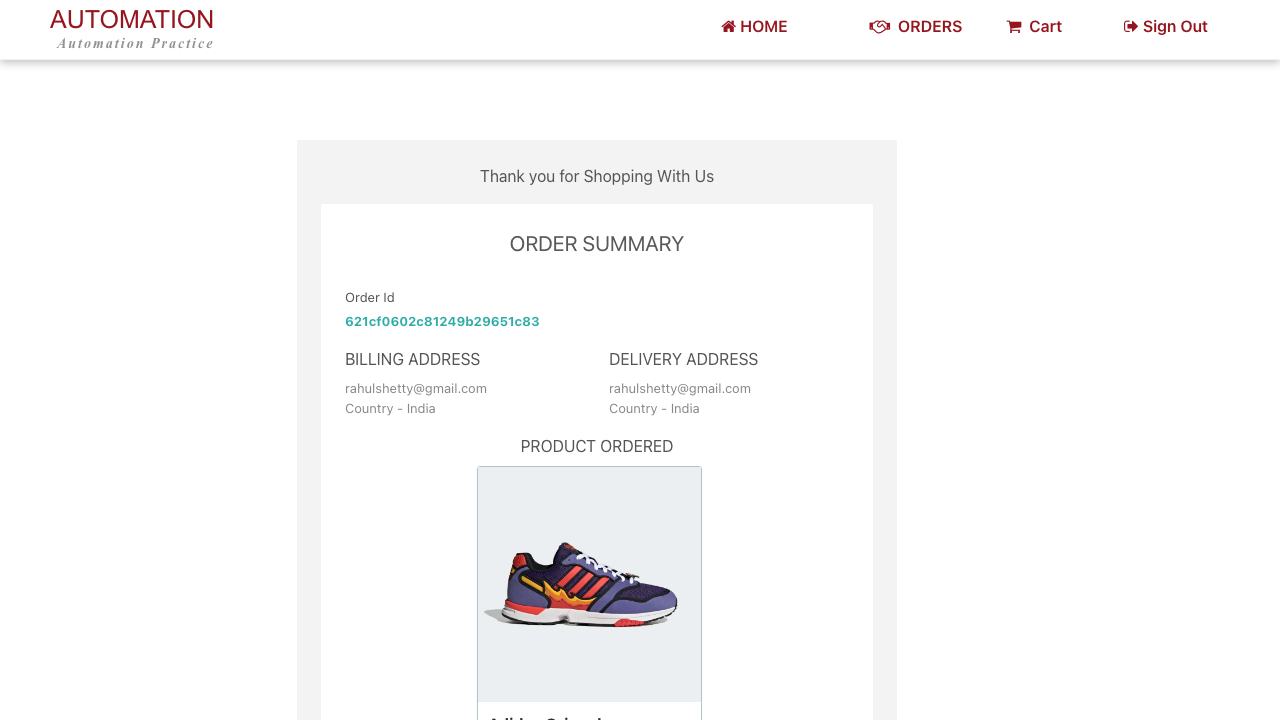 AUTOMATION
Automation Practice
HOME
ORDERS
Cart
Sign Out
Thank you for Shopping With Us
ORDER SUMMARY
Order Id
621cf0602c81249b29651c83
BILLING ADDRESS
rahulshetty@gmail.com
Country - India
DELIVERY ADDRESS
rahulshetty@gmail.com
Country - India
PRODUCT ORDERED